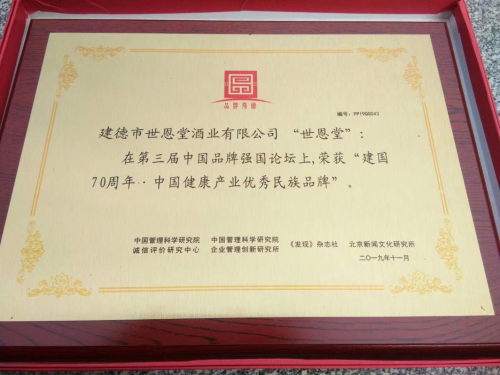 品牌强国
编号: PP19G0042
建德市世恩堂酒业有限公司 “世恩堂”:
在第三届中国品牌强国论坛上,荣获“建国
70周年·· 中国健康产业优秀民族品牌”。
中国管理科学研究院 中国管理科学研究院 《发现》杂志社 北京新闻文化研究所
诚信评价研究中心 企业管理创新研究所 二〇一九年十一月